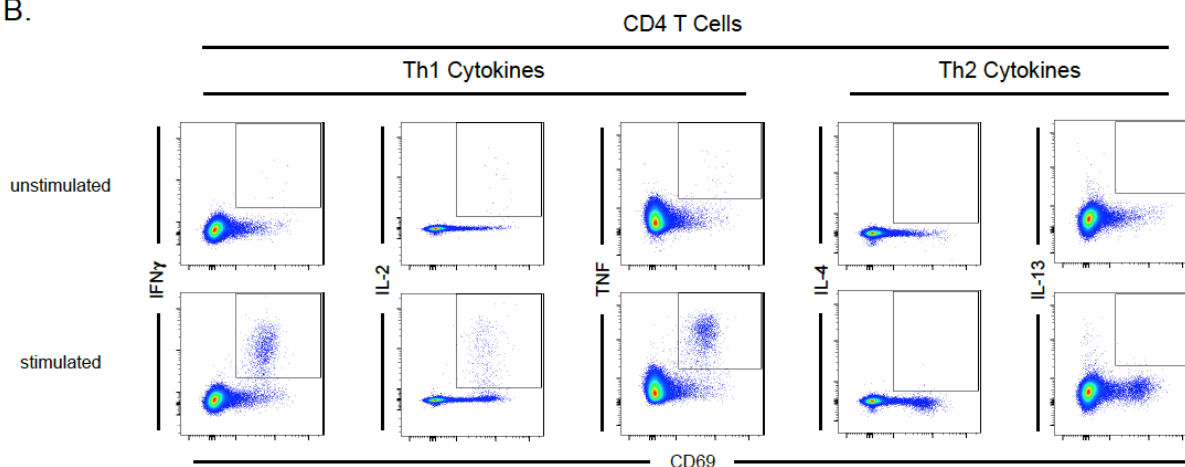 B.
CD4 T Cells
Th1 Cytokines
Th2 Cytokines
unstimulated
stimulated
IFNγ
IL-2
TNF
IL-4
IL-13
CD69